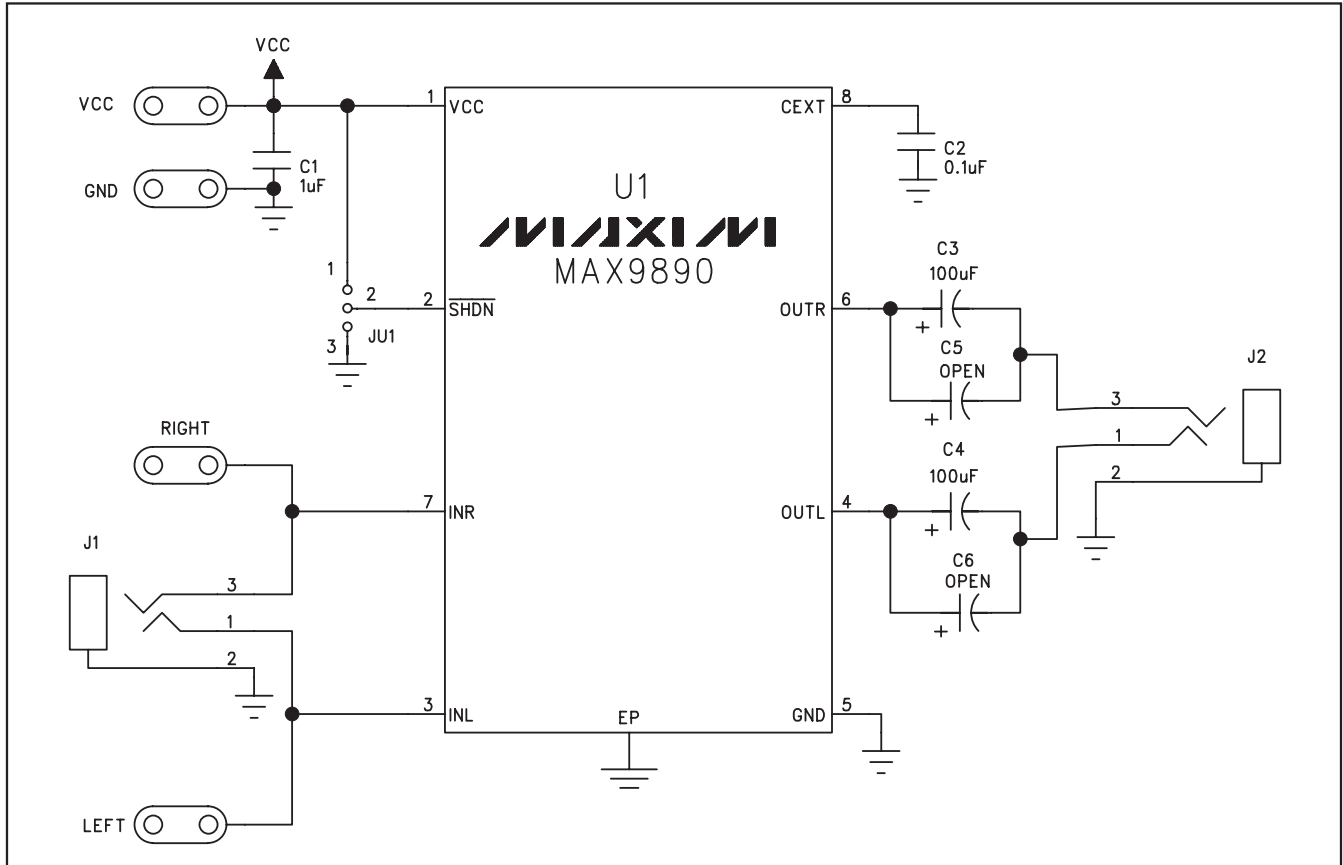 VCC
VCC
GND
C1
1uF
1
2
3
JU1
1
VCC
2
SHDN
RIGHT
7
INR
J1
3
1
2
3
INL
LEFT
U1
MAXIM
MAX9890
EP
CEXT
8
C2
0.1uF
OUTR
6
C3
100uF
+
C5
OPEN
+
OUTL
4
C4
100uF
+
C6
OPEN
+
GND
5
J2
3
1
2